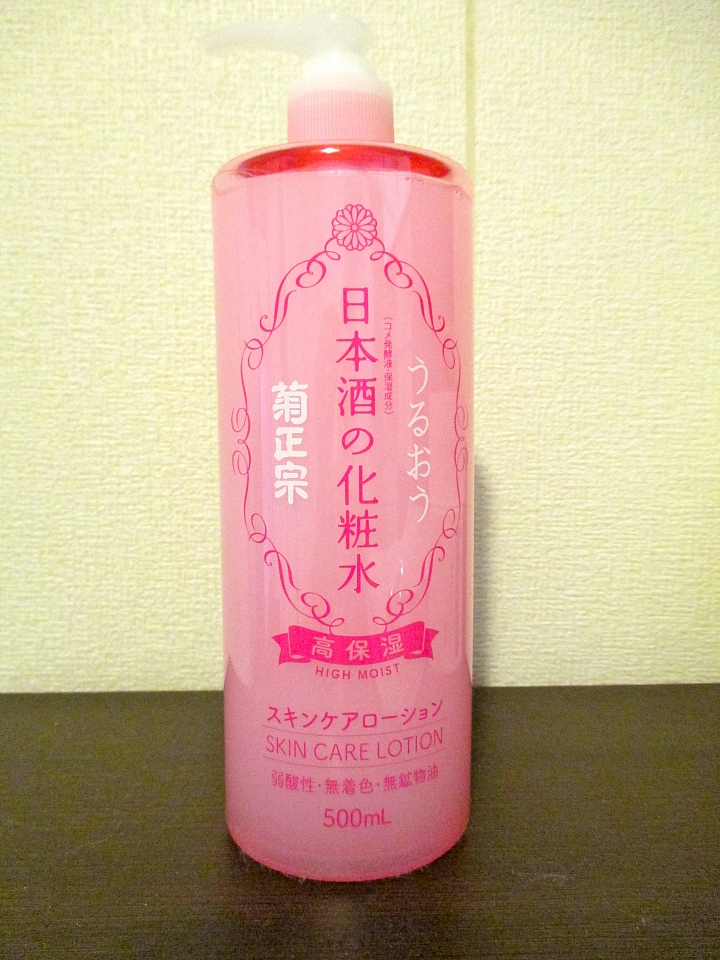 うるおう
日本酒の化粧水
(コメ発酵液・保湿成分)
菊正宗
高保湿
HIGH MOIST
スキンケアローション
SKIN CARE LOTION
弱酸性・無着色・無鉱物油
500mL